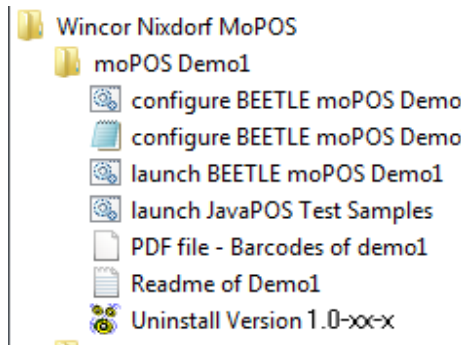 Wincor Nixdorf MoPOS
moPOS Demo1
configure BEETLE moPOS Demo
configure BEETLE moPOS Demo
launch BEETLE moPOS Demo1
launch JavaPOS Test Samples
PDF file - Barcodes of demo1
Readme of Demo1
Uninstall Version 1.0-xx-x